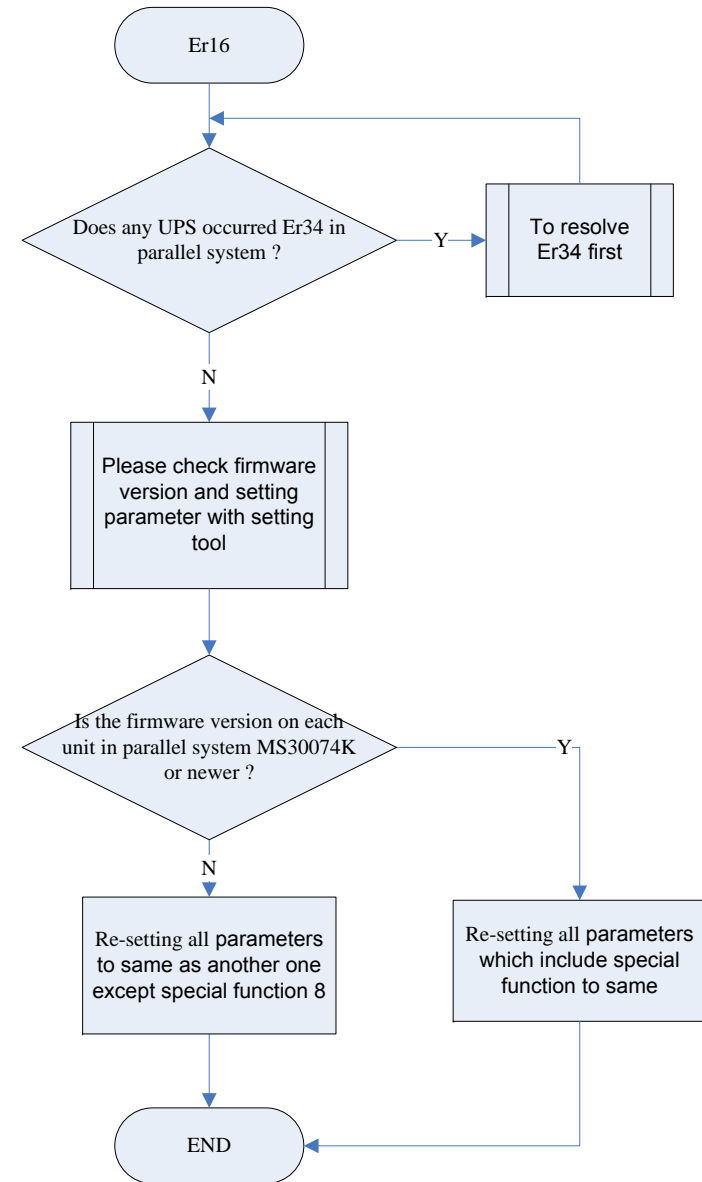 Er16
Does any UPS occurred Er34 in
parallel system ?
Y
To resolve
Er34 first
N
Please check firmware
version and setting
parameter with setting
tool
Is the firmware version on each
unit in parallel system MS30074K
or newer ?
Y
N
Re-setting all parameters
to same as another one
except special function 8
Re-setting all parameters
which include special
function to same
END